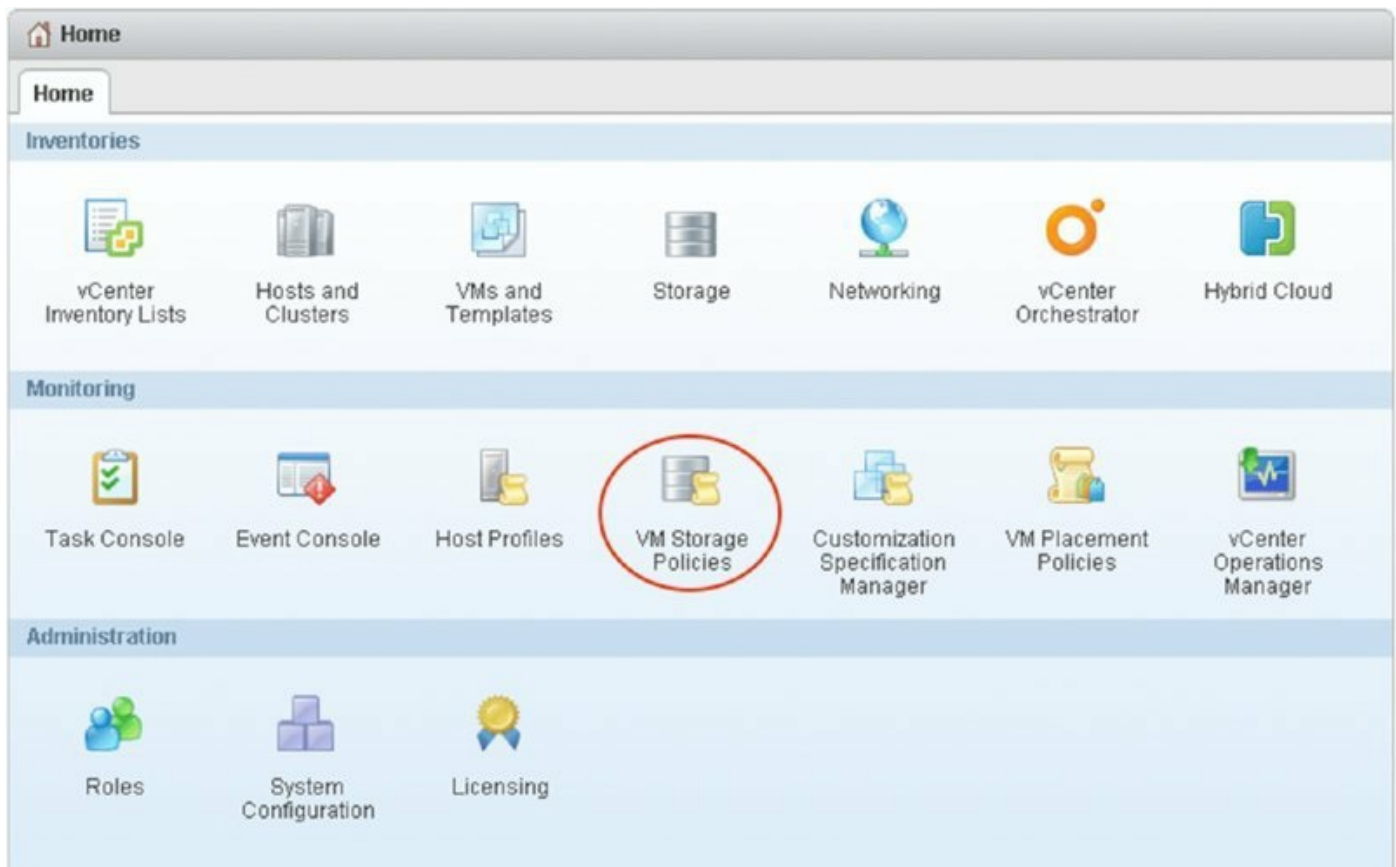 Home
Home
Inventories
vCenter
Inventory Lists
Hosts and
Clusters
VMs and
Templates
Storage
Networking
vCenter
Orchestrator
Hybrid Cloud
Monitoring
Task Console
Event Console
Host Profiles
VM Storage
Policies
Customization
Specification
Manager
VM Placement
Policies
vCenter
Operations
Manager
Administration
Roles
System
Configuration
Licensing